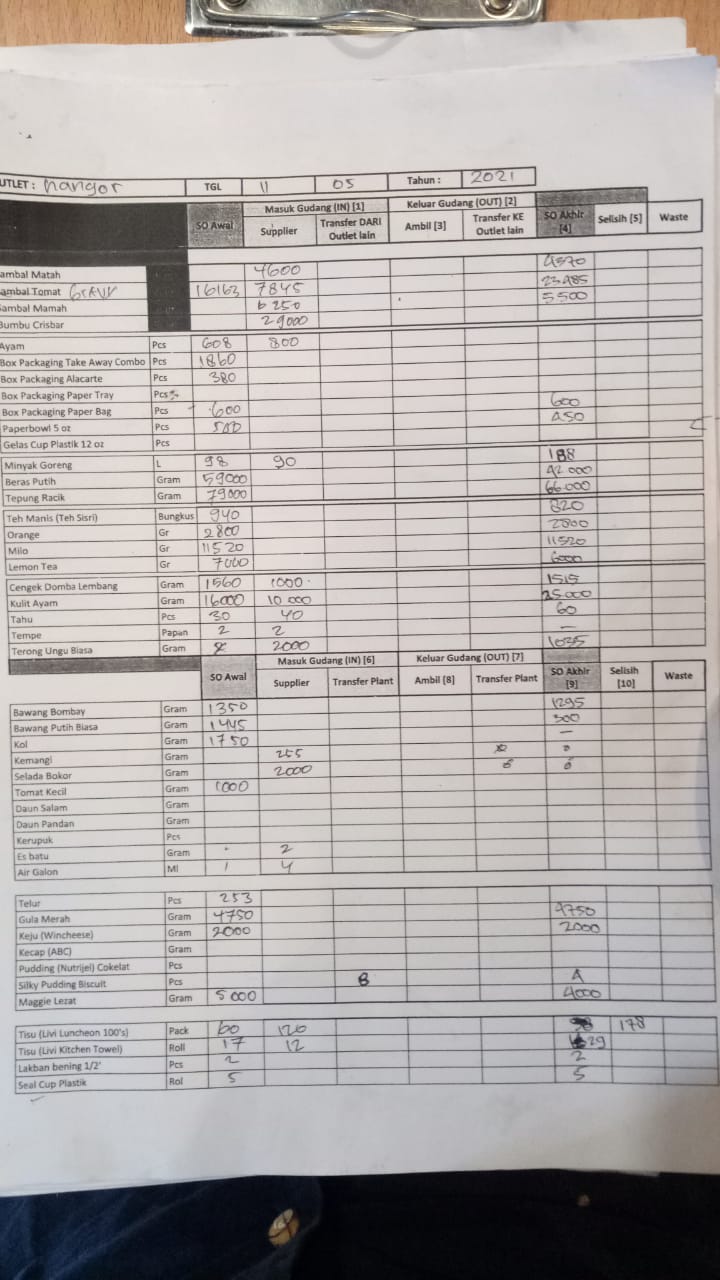 UTLET : nangor TGL 11 05 Tahun : 2021
SO Awal Masuk Gudang (IN) [1] Keluar Gudang (OUT) [2] SO Akhir [4] Selisih [5] Waste
Supplier Transfer DARI Outlet lain Ambil [3] Transfer KE Outlet lain
ambal Matah 4600 4570
ambal Tomat 16163 7845 23485
Sambal Mamah 6250 5500
Bumbu Crisbar 29000
Ayam Pcs 608 800
Box Packaging Take Away Combo Pcs 1860
Box Packaging Alacarte Pcs 380
Box Packaging Paper Tray Pcs
Box Packaging Paper Bag Pcs 600 600
Paperbowl 5 oz Pcs 500 450
Gelas Cup Plastik 12 oz Pcs
Minyak Goreng L 98 90 188
Beras Putih Gram 59000 42.000
Tepung Racik Gram 79000 66.000
Teh Manis (Teh Sisri) Bungkus 940 820
Orange Gr 2800 2800
Milo Gr 11520 11520
Lemon Tea Gr 7000 6000
Cengek Domba Lembang Gram 1560 1000 1515
Kulit Ayam Gram 16000 10.000 25.000
Tahu Pcs 30 40 60
Tempe Papan 2 2 –
Terong Ungu Biasa Gram 2000 1035
SO Awal Masuk Gudang (IN) [6] Keluar Gudang (OUT) [7] SO Akhir [9] Selisih [10] Waste
Supplier Transfer Plant Ambil [8] Transfer Plant
Bawang Bombay Gram 1350 1295
Bawang Putih Biasa Gram 1445 300
Kol Gram 1750 –
Kemangi Gram 255
Selada Bokor Gram 2000
Tomat Kecil Gram 1000
Daun Salam Gram
Daun Pandan Gram
Kerupuk Pcs
Es batu Gram 2
Air Galon Ml 1 4
Telur Pcs 253
Gula Merah Gram 4750 4750
Keju (Wincheese) Gram 2000 2000
Kecap (ABC) Gram
Pudding (Nutrijel) Cokelat Pcs
Silky Pudding Biscuit Pcs 8
Maggie Lezat Gram 5000 4000
Tisu (Livi Luncheon 100's) Pack 60 120 178
Tisu (Livi Kitchen Towel) Roll 17 12 29
Lakban bening 1/2' Pcs 2 2
Seal Cup Plastik Rol 5 5